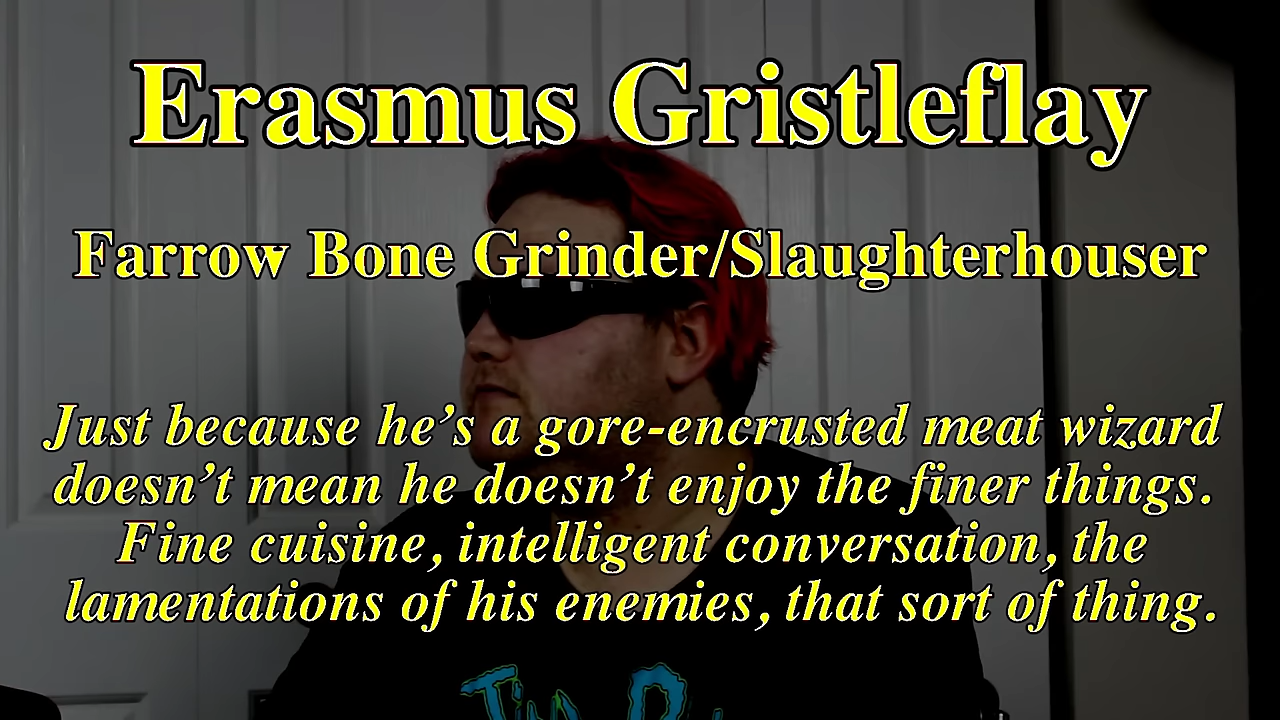 Erasmus Gristleflay
Farrow Bone Grinder/Slaughterhouser
Just because he's a gore-encrusted meat wizard
doesn't mean he doesn't enjoy the finer things.
Fine cuisine, intelligent conversation, the
lamentations of his enemies, that sort of thing.